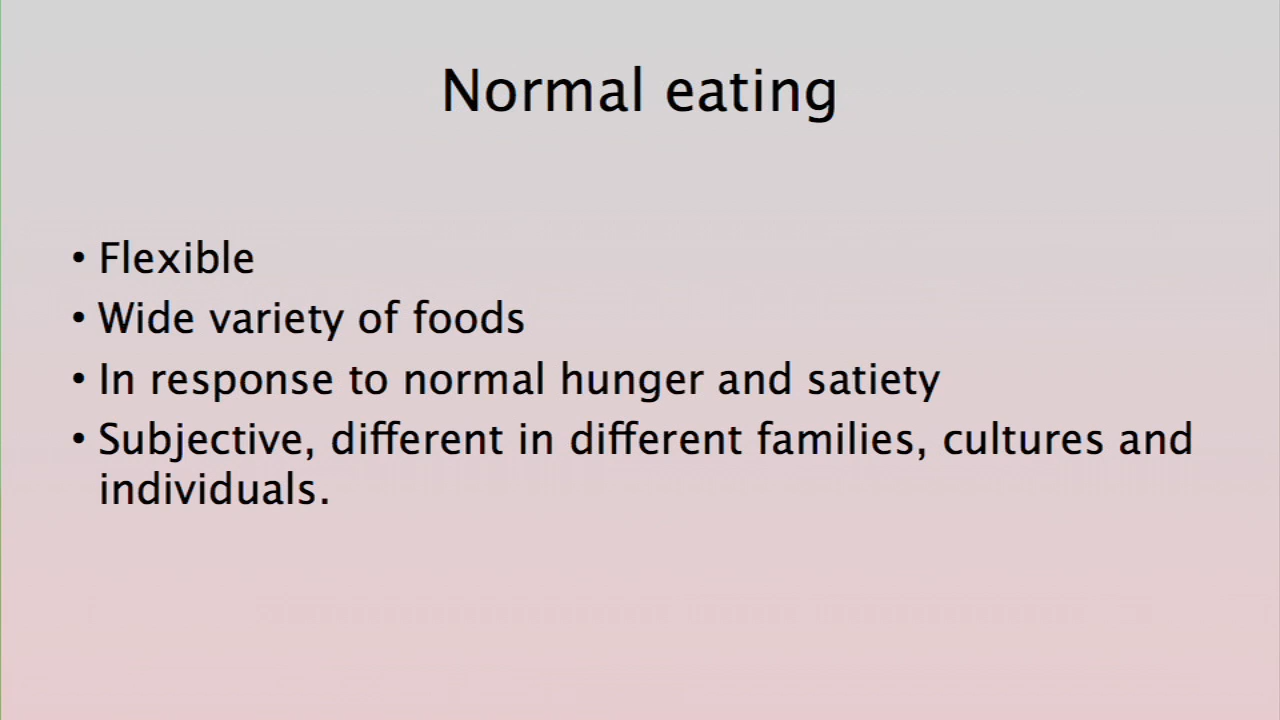 Normal eating
• Flexible
• Wide variety of foods
• In response to normal hunger and satiety
• Subjective, different in different families, cultures and
individuals.